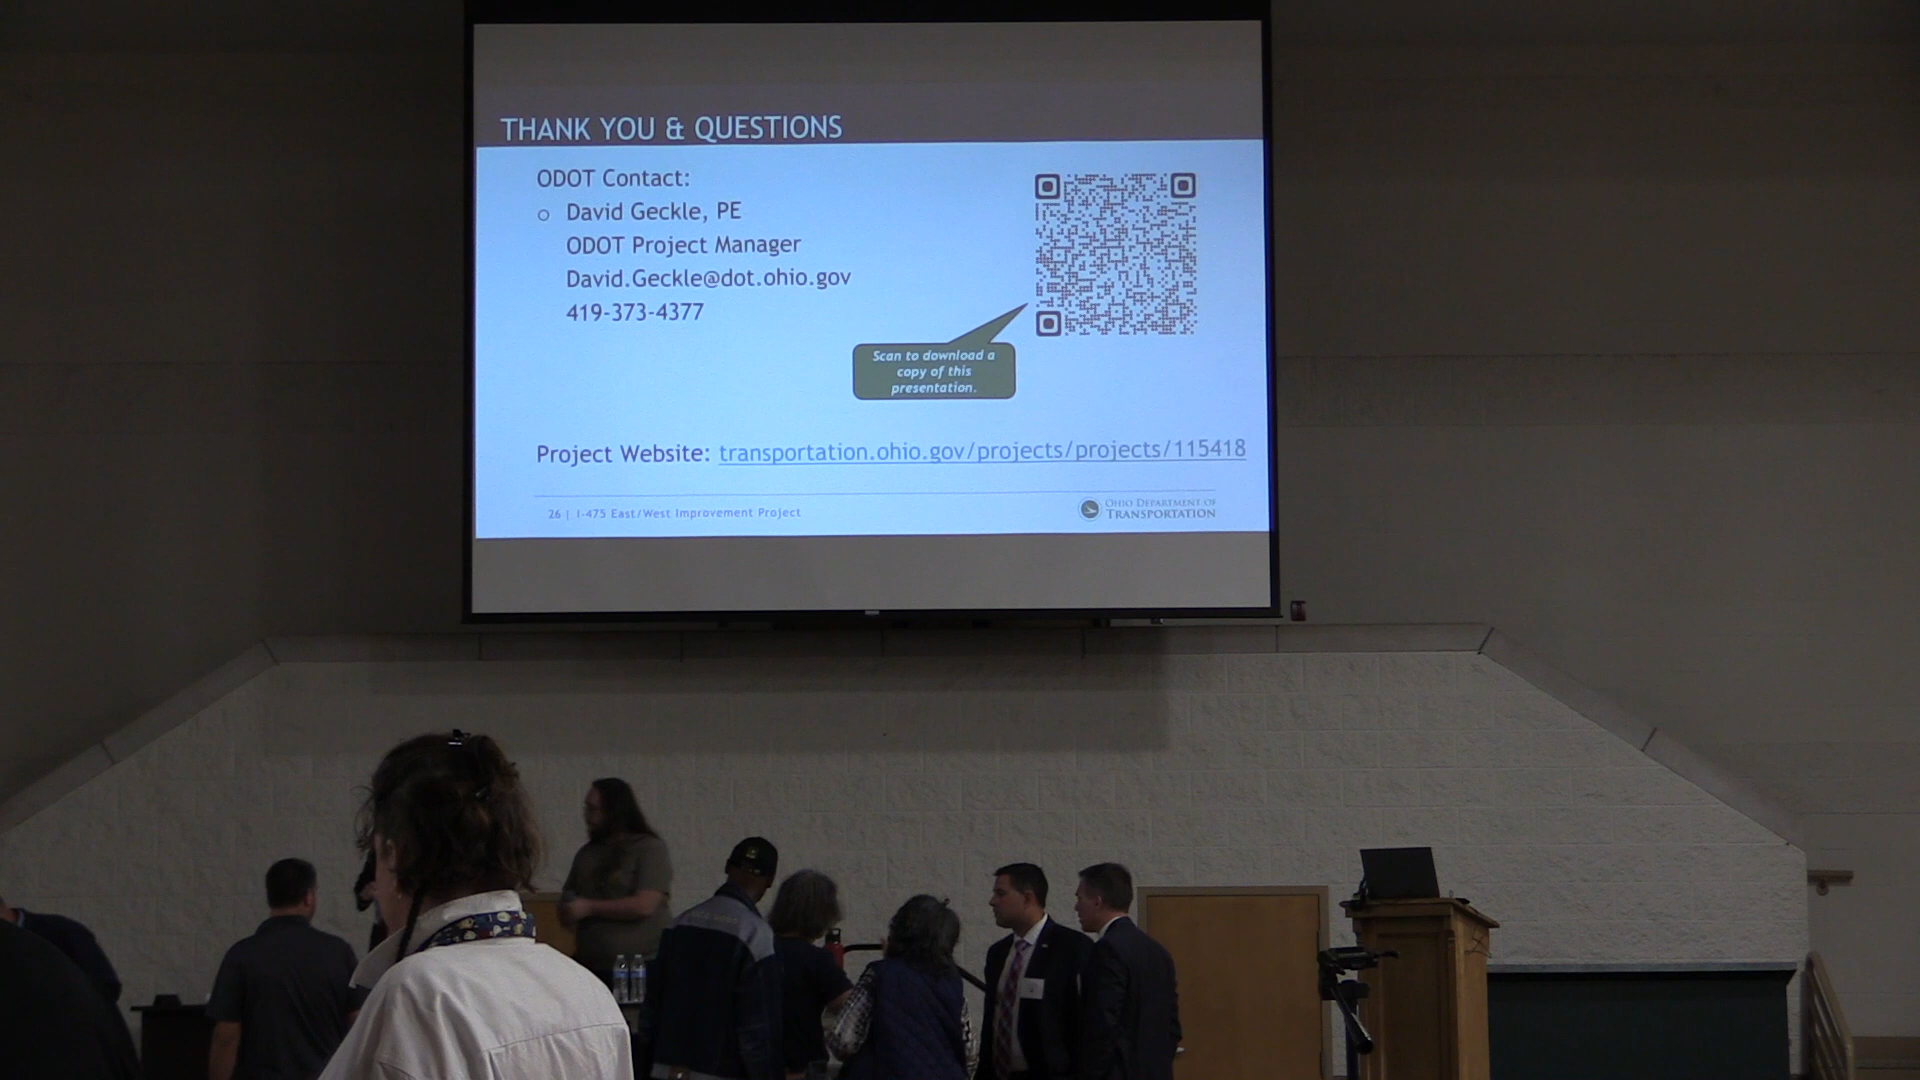 THANK YOU & QUESTIONS
ODOT Contact:
○ David Geckle, PE
ODOT Project Manager
David.Geckle@dot.ohio.gov
419-373-4377
Scan to download a
copy of this
presentation.
Project Website: transportation.ohio.gov/projects/projects/115418
26 | I-475 East/West Improvement Project
OHIO DEPARTMENT OF
TRANSPORTATION